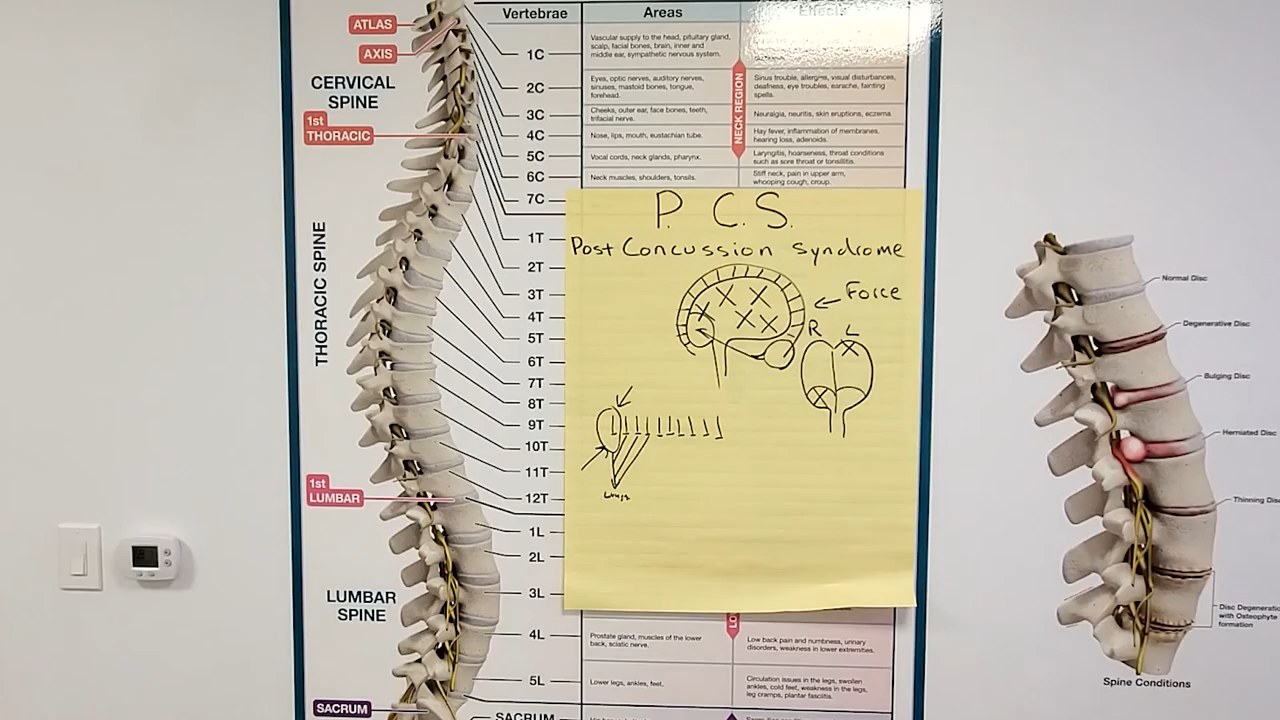 Vertebrae Areas Effects
ATLAS
AXIS
CERVICAL
SPINE
1st
THORACIC
THORACIC SPINE
1st
LUMBAR
LUMBAR
SPINE
SACRUM
1C
Vascular supply to the head, pituitary gland,
scalp, facial bones, brain, inner and
middle ear, sympathetic nervous system.
2C
Eyes, optic nerves, auditory nerves,
sinuses, mastoid bones, tongue,
forehead.
Sinus trouble, allergies, visual disturbances,
deafness, eye troubles, earache, fainting
spells.
3C
Cheeks, outer ear, face bones, teeth,
trifacial nerve.
Neuralgia, neuritis, skin eruptions, eczema.
4C
Nose, lips, mouth, eustachian tube.
Hay fever, inflammation of membranes,
hearing loss, adenoids.
5C
Vocal cords, neck glands, pharynx.
Laryngitis, hoarseness, throat conditions
such as sore throat or tonsillitis.
6C
Neck muscles, shoulders, tonsils.
Stiff neck, pain in upper arm,
whooping cough, croup.
NECK REGION
7C
1T
2T
3T
4T
5T
6T
7T
8T
9T
10T
11T
12T
1L
2L
3L
4L
Prostate gland, muscles of the lower
back, sciatic nerve.
Low back pain and numbness, urinary
disorders, weakness in lower extremities.
5L
Lower legs, ankles, feet.
Circulation issues in the legs, swollen
ankles, cold feet, weakness in the legs,
leg cramps, plantar fasciitis.
SACRUM
P. C. S.
Post Concussion Syndrome
Force
R L
Lungs
Normal Disc
Degenerative Disc
Bulging Disc
Herniated Disc
Thinning Disc
Disc Degeneration
with Osteophyte
formation
Spine Conditions